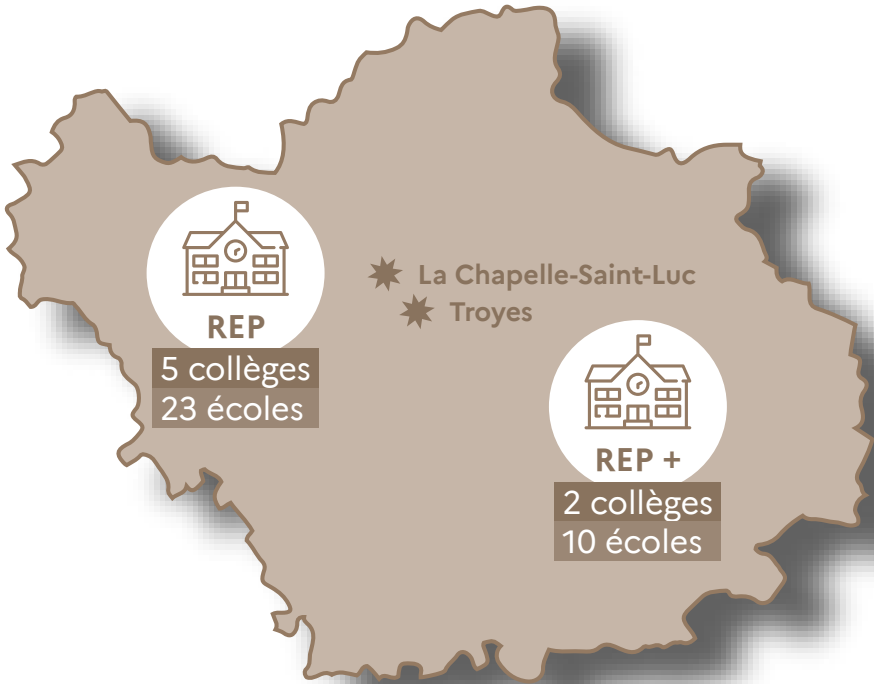 La Chapelle-Saint-Luc
Troyes
REP
5 collèges
23 écoles
REP +
2 collèges
10 écoles